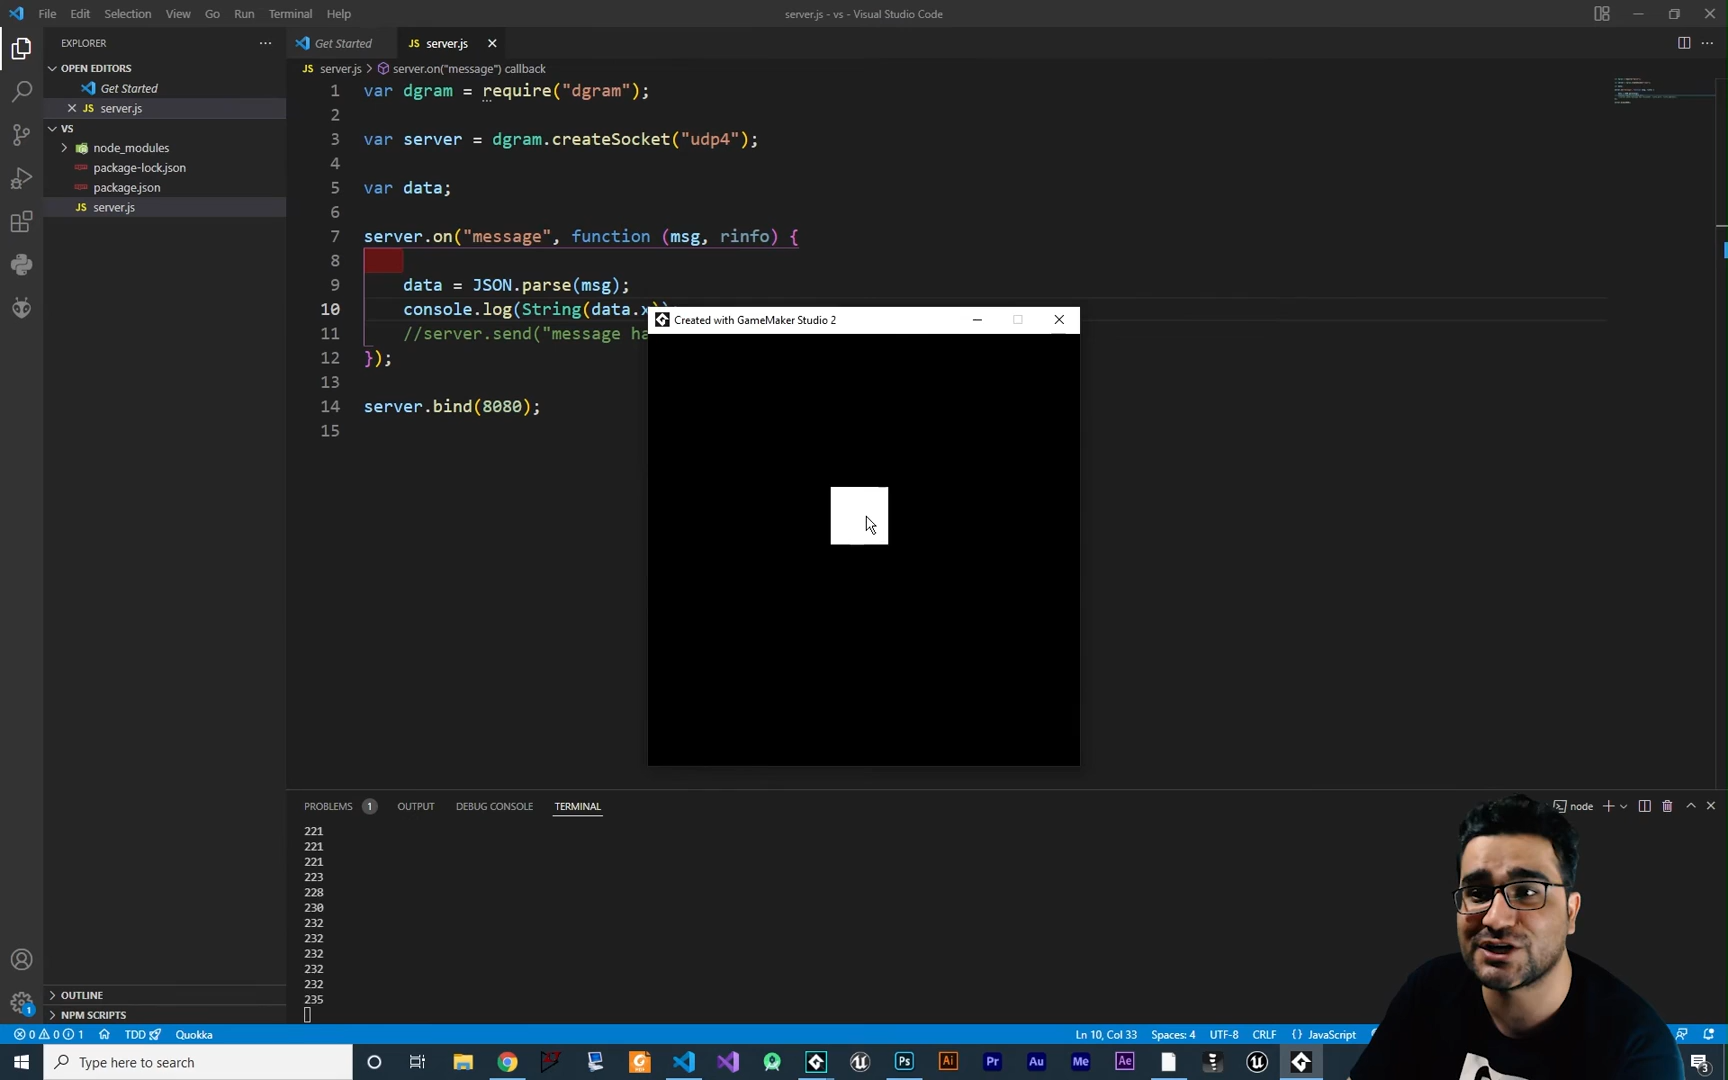 File Edit Selection View Go Run Terminal Help
server.js - vs - Visual Studio Code
EXPLORER
OPEN EDITORS
Get Started
JS server.js
VS
node_modules
package-lock.json
package.json
JS server.js
OUTLINE
NPM SCRIPTS
Get Started
JS server.js
JS server.js > server.on("message") callback
1 var dgram = require("dgram");
2
3 var server = dgram.createSocket("udp4");
4
5 var data;
6
7 server.on("message", function (msg, rinfo) {
8
9 data = JSON.parse(msg);
10 console.log(String(data.x
11 //server.send("message ha
12 });
13
14 server.bind(8080);
15
Created with GameMaker Studio 2
PROBLEMS 1 OUTPUT DEBUG CONSOLE TERMINAL
node
221
221
221
223
228
230
232
232
232
232
232
235
0 0 1 TDD Quokka
Ln 10, Col 33 Spaces: 4 UTF-8 CRLF {} JavaScript
Type here to search
Ps Ai Pr Au Me Ae
3